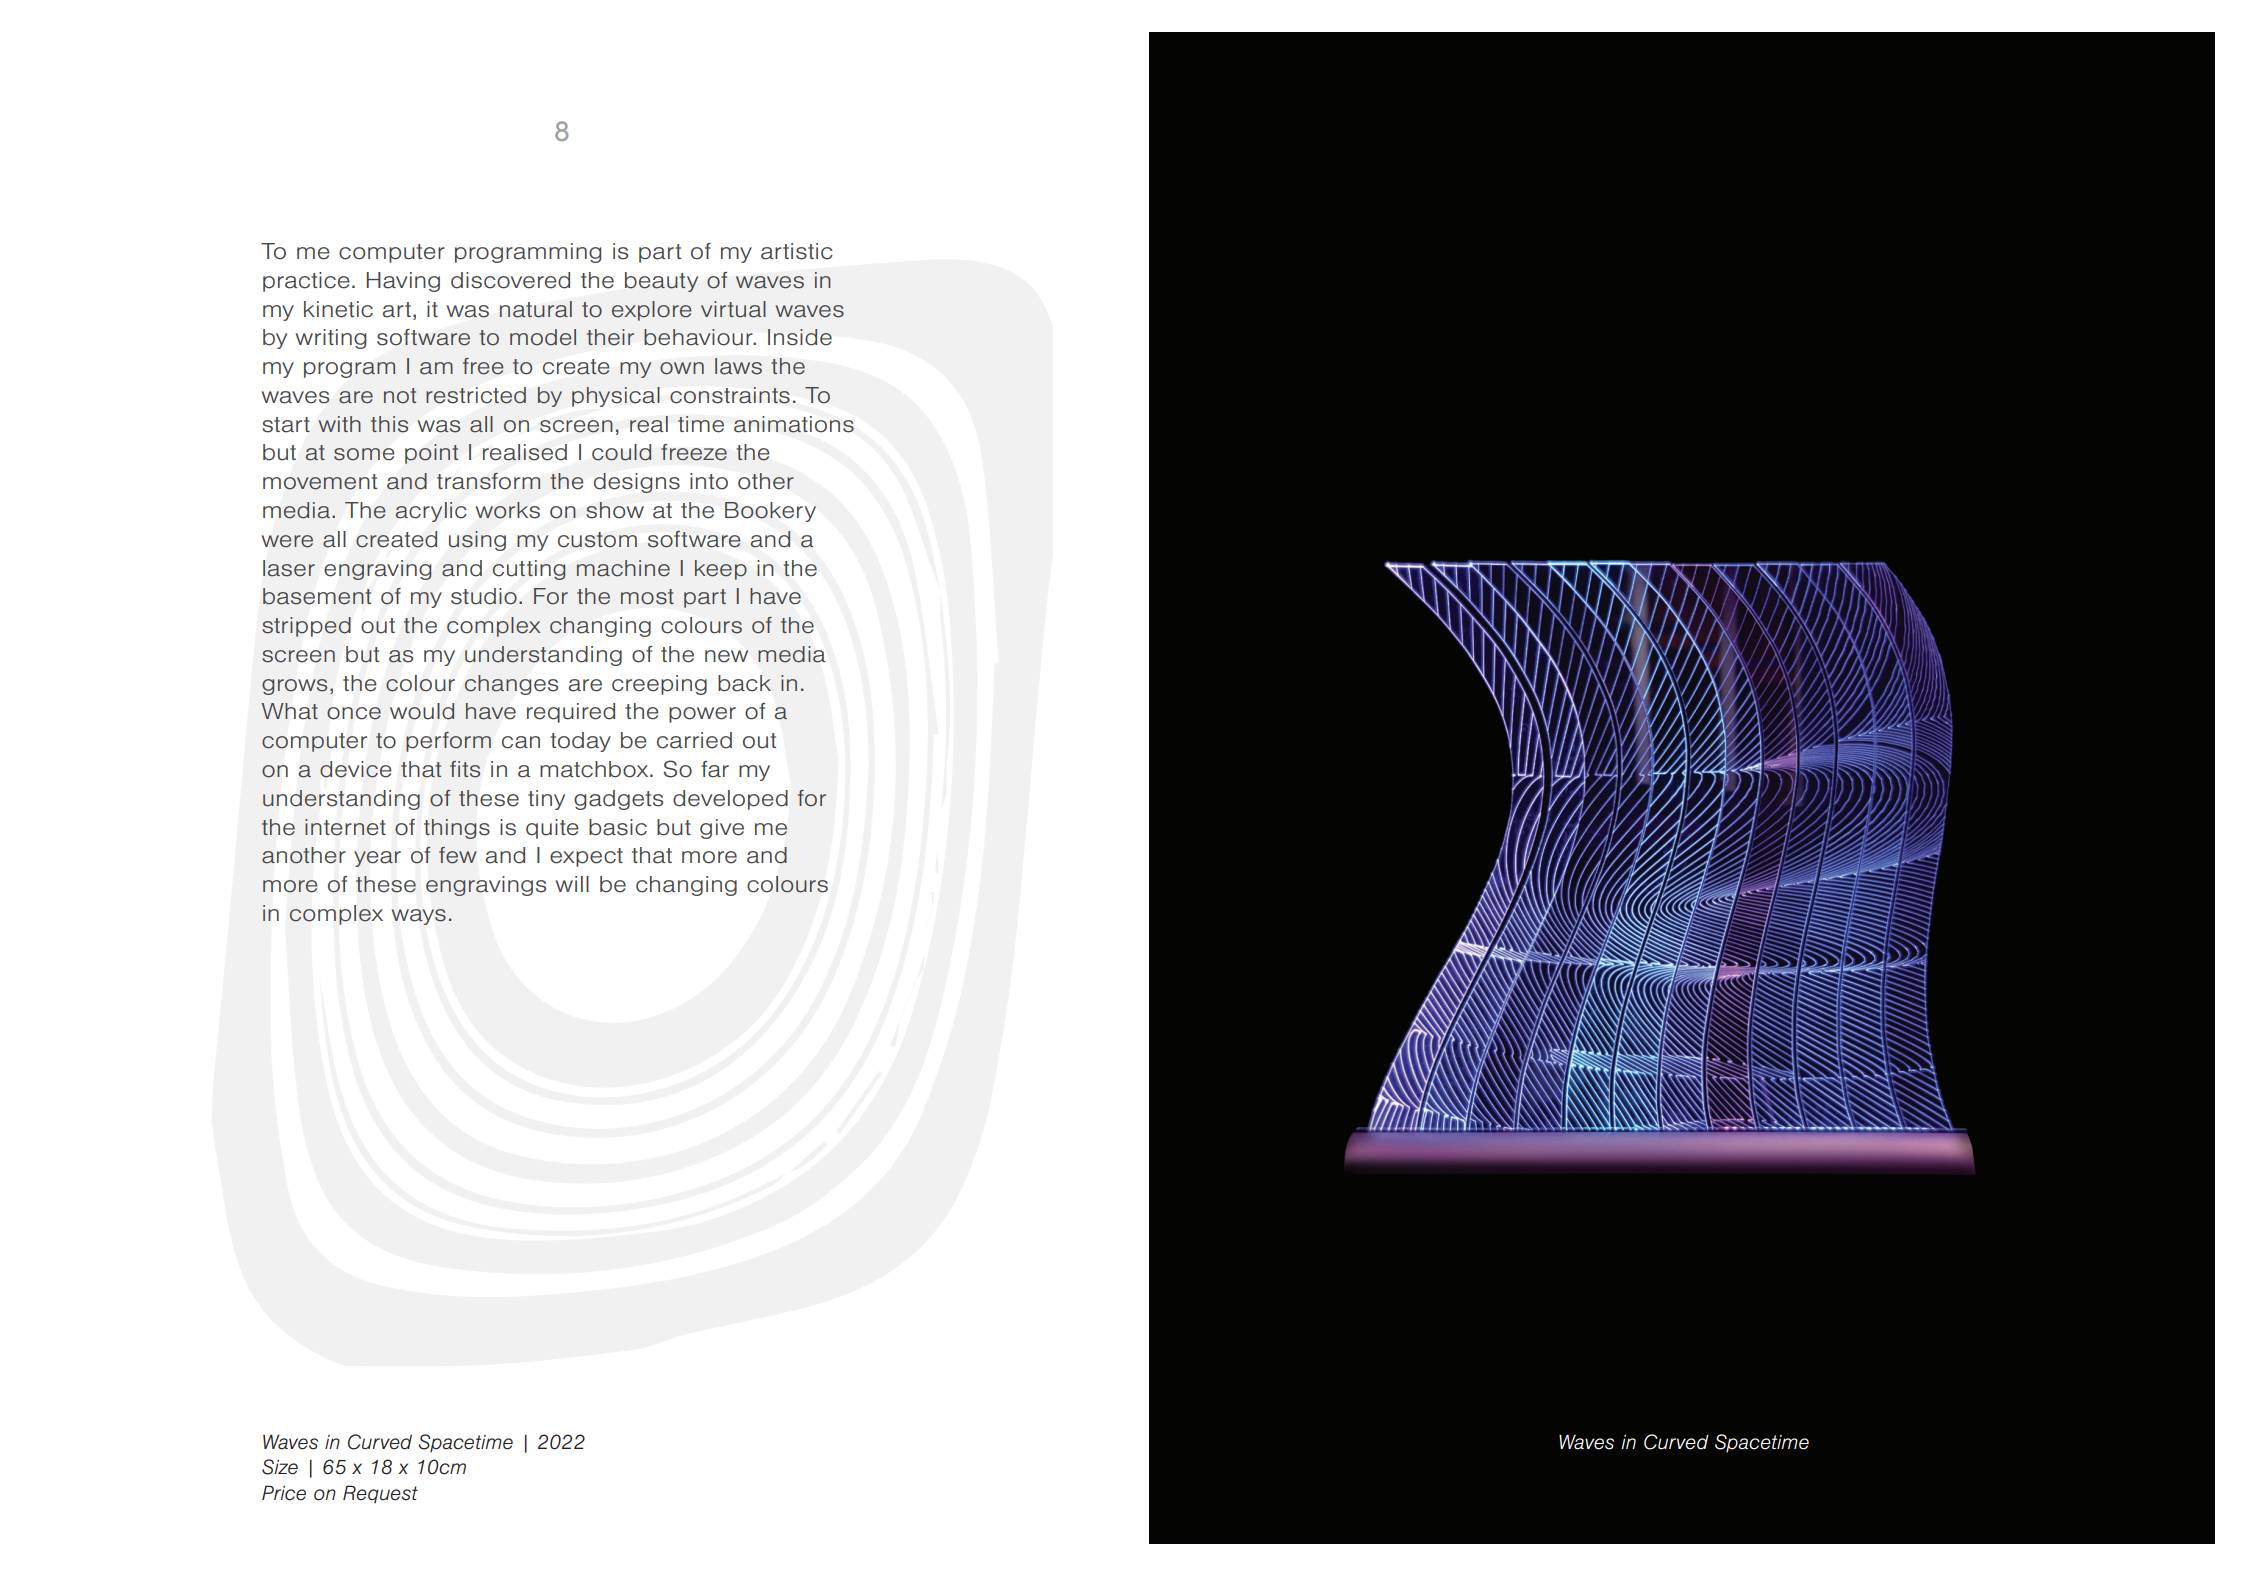 8
To me computer programming is part of my artistic
practice. Having discovered the beauty of waves in
my kinetic art, it was natural to explore virtual waves
by writing software to model their behaviour. Inside
my program I am free to create my own laws the
waves are not restricted by physical constraints. To
start with this was all on screen, real time animations
but at some point I realised I could freeze the
movement and transform the designs into other
media. The acrylic works on show at the Bookery
were all created using my custom software and a
laser engraving and cutting machine I keep in the
basement of my studio. For the most part I have
stripped out the complex changing colours of the
screen but as my understanding of the new media
grows, the colour changes are creeping back in.
What once would have required the power of a
computer to perform can today be carried out
on a device that fits in a matchbox. So far my
understanding of these tiny gadgets developed for
the internet of things is quite basic but give me
another year of few and I expect that more and
more of these engravings will be changing colours
in complex ways.
Waves in Curved Spacetime | 2022
Size | 65 x 18 x 10cm
Price on Request
Waves in Curved Spacetime